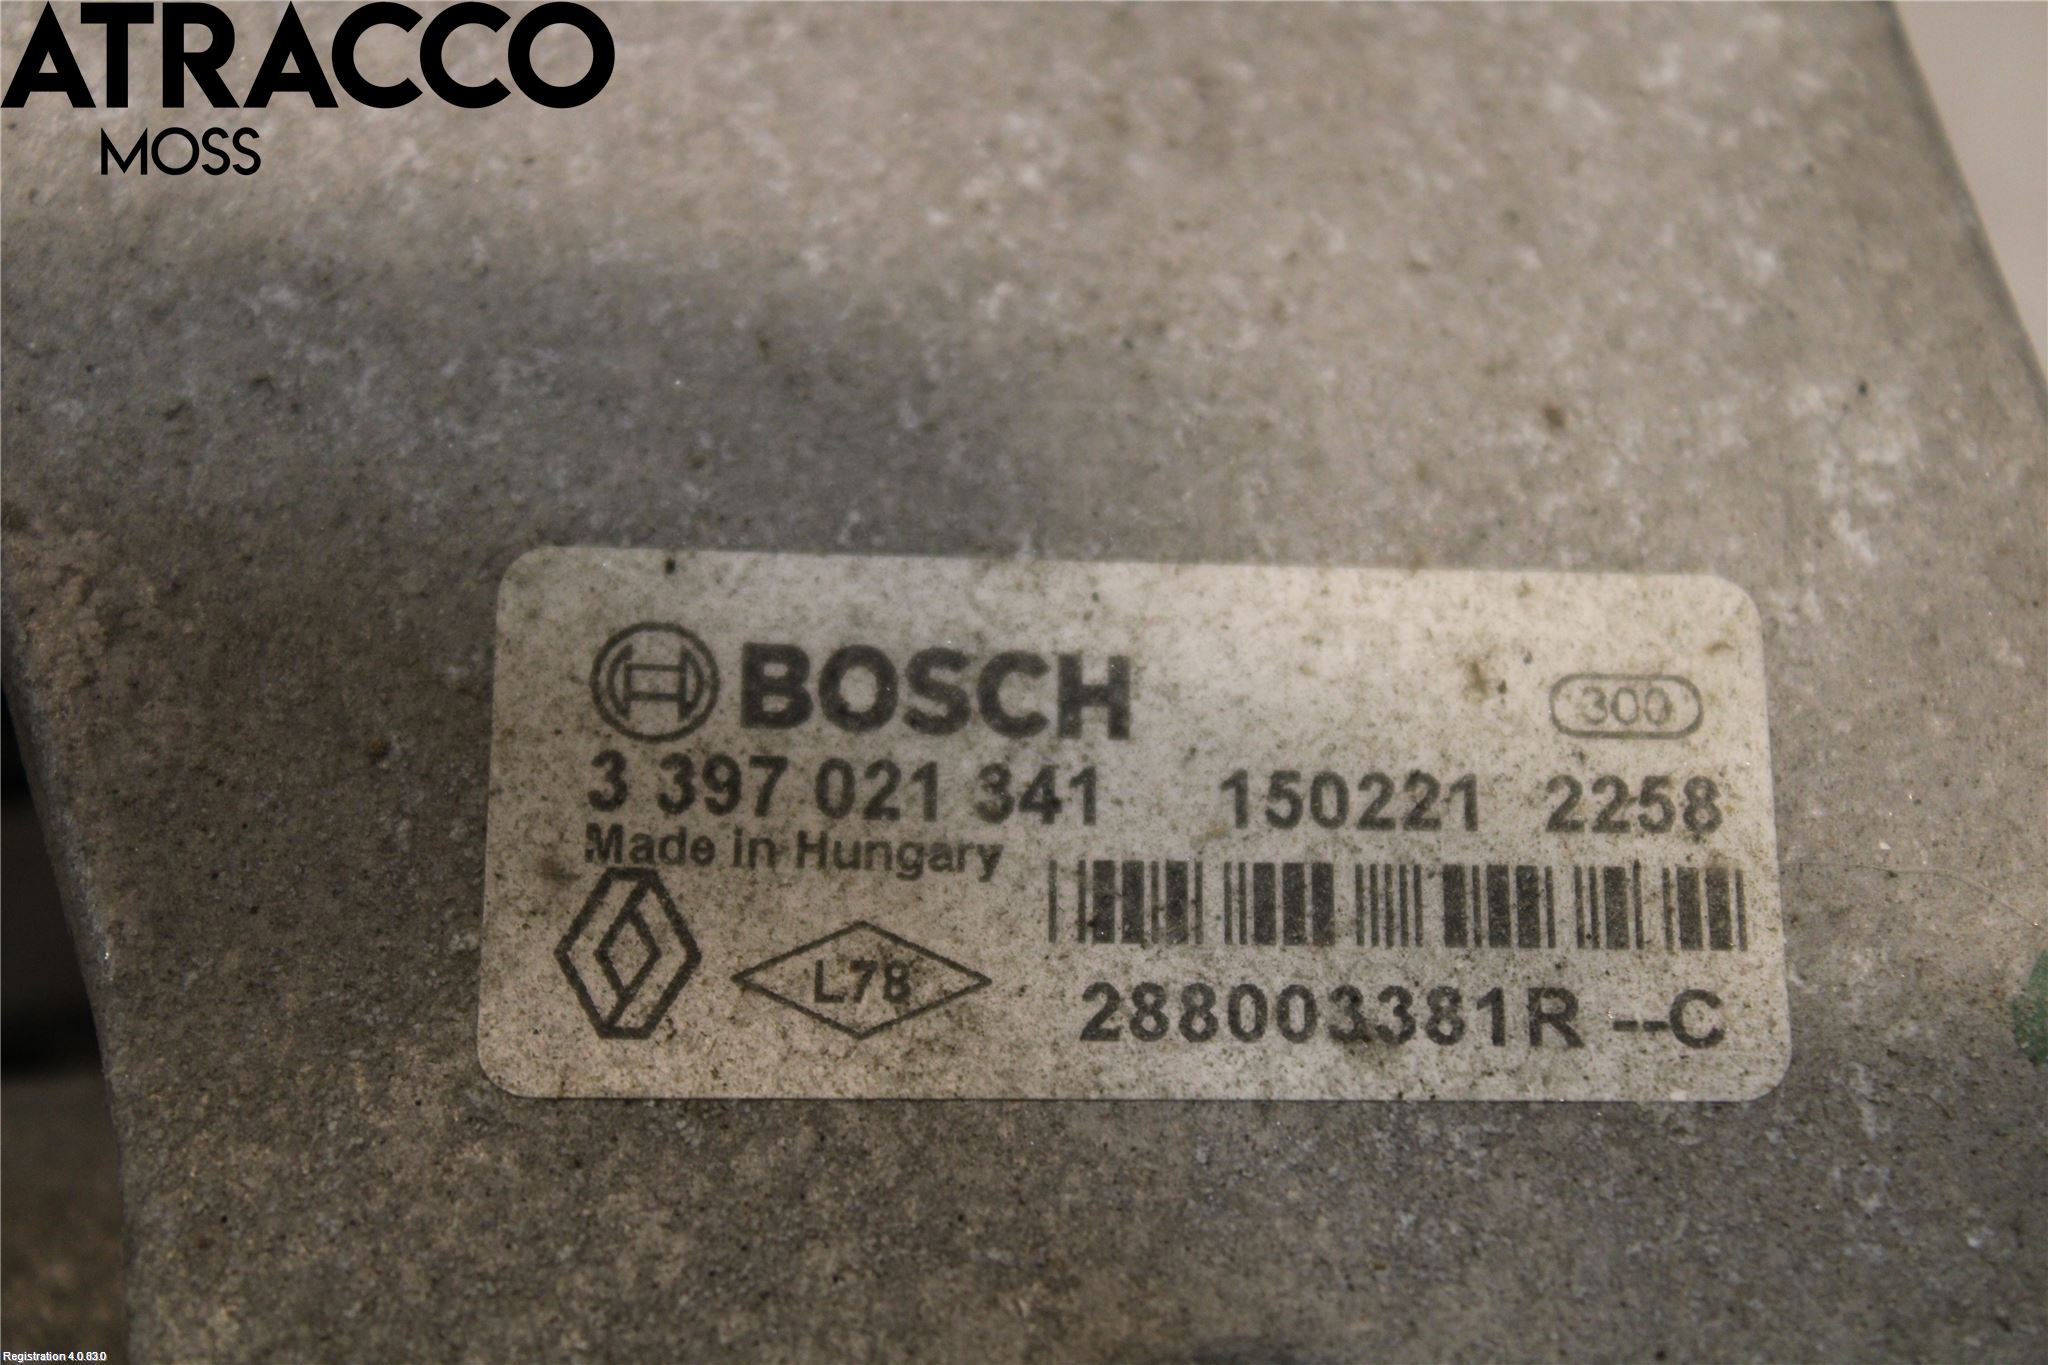 ATRACCO
MOSS
BOSCH
300
3 397 021 341 150221 2258
Made in Hungary
L78
288003381R --C
Registration 4.0.83.0